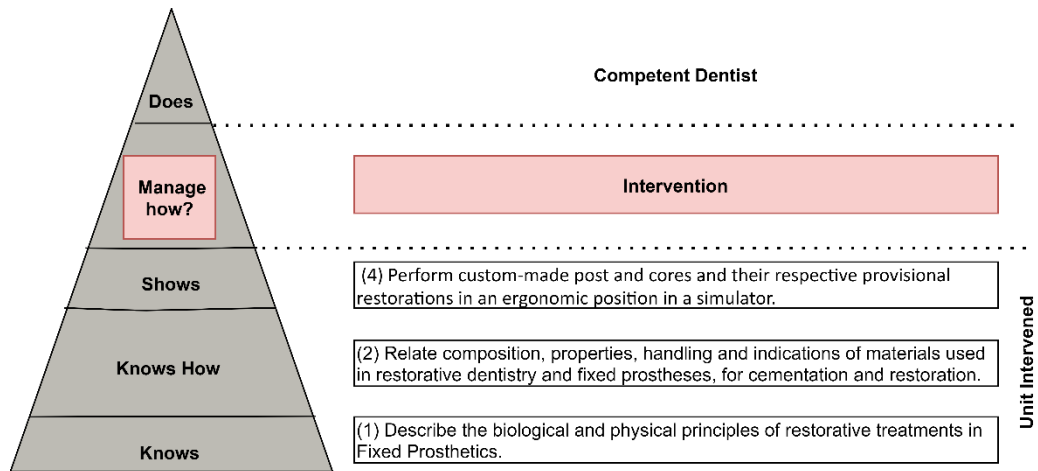 Does
Competent Dentist
Manage
how?
Intervention
Shows
(4) Perform custom-made post and cores and their respective provisional
restorations in an ergonomic position in a simulator.
Knows How
(2) Relate composition, properties, handling and indications of materials used
in restorative dentistry and fixed prostheses, for cementation and restoration.
Knows
(1) Describe the biological and physical principles of restorative treatments in
Fixed Prosthetics.
Unit Intervened